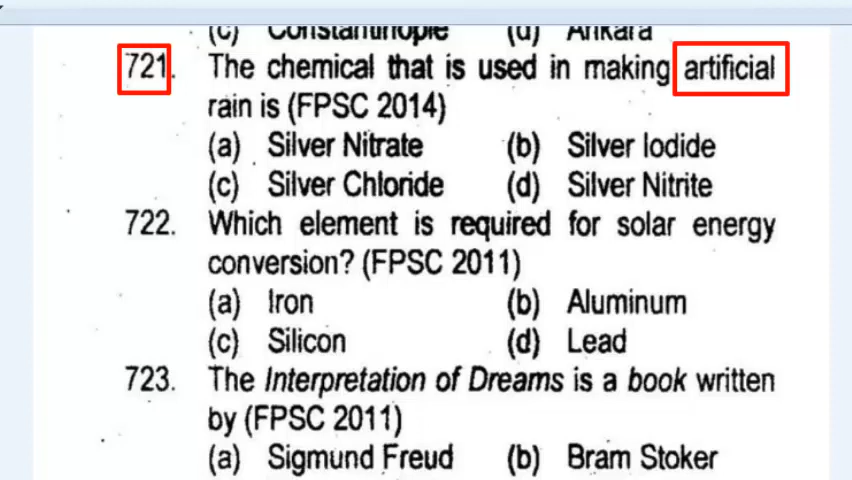 (c) Constantinople (d) Ankara
721. The chemical that is used in making artificial
rain is (FPSC 2014)
(a) Silver Nitrate (b) Silver Iodide
(c) Silver Chloride (d) Silver Nitrite
722. Which element is required for solar energy
conversion? (FPSC 2011)
(a) Iron (b) Aluminum
(c) Silicon (d) Lead
723. The Interpretation of Dreams is a book written
by (FPSC 2011)
(a) Sigmund Freud (b) Bram Stoker